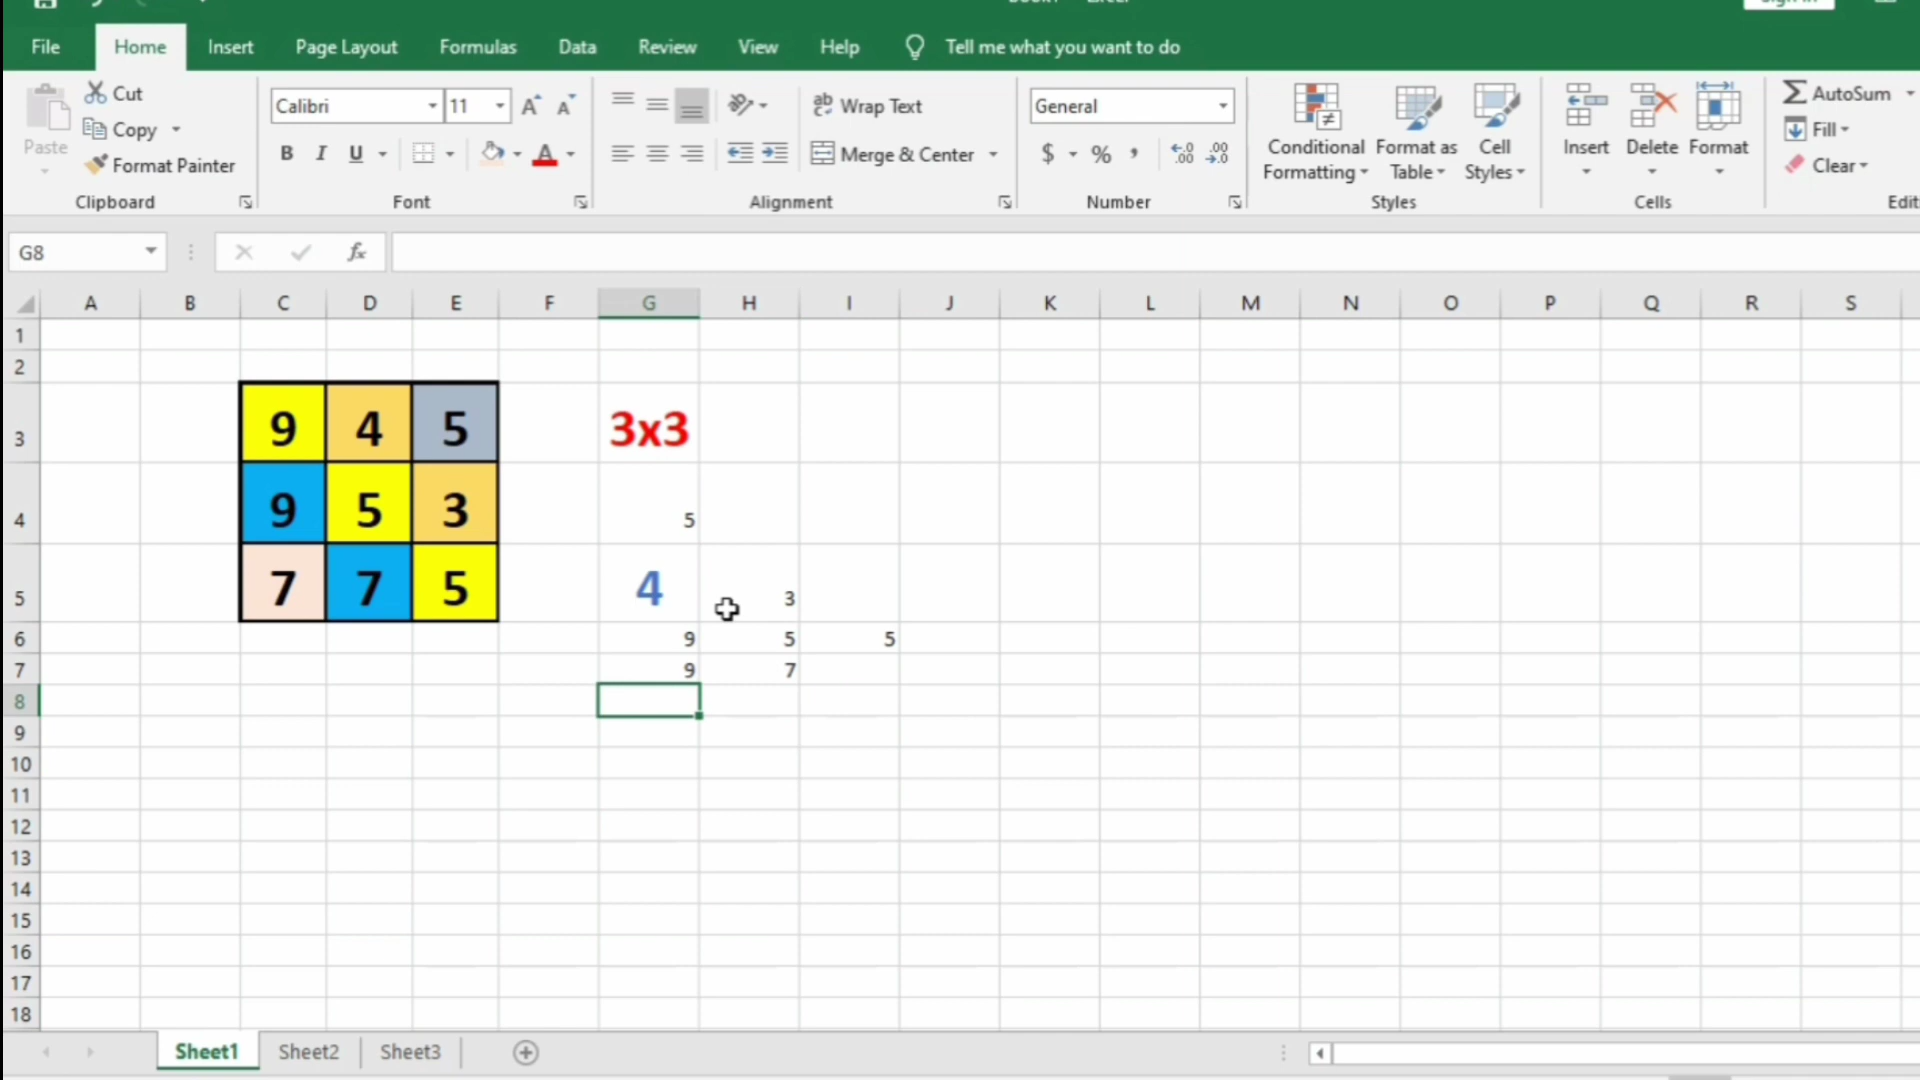 File Home Insert Page Layout Formulas Data Review View Help Tell me what you want to do
Paste
Cut
Copy
Format Painter
Clipboard
Calibri 11 A A
B I U A
Font
ab Wrap Text
Merge & Center
Alignment
General
$ % , .00 .0
Number
Conditional Formatting
Format as Table
Cell Styles
Styles
Insert Delete Format
Cells
AutoSum
Fill
Clear
G8 fx
A B C D E F G H I J K L M N O P Q R S
1
2
3 9 4 5 3x3
4 9 5 3 5
5 7 7 5 4 3
6 9 5 5
7 9 7
8
9
10
11
12
13
14
15
16
17
18
Sheet1 Sheet2 Sheet3